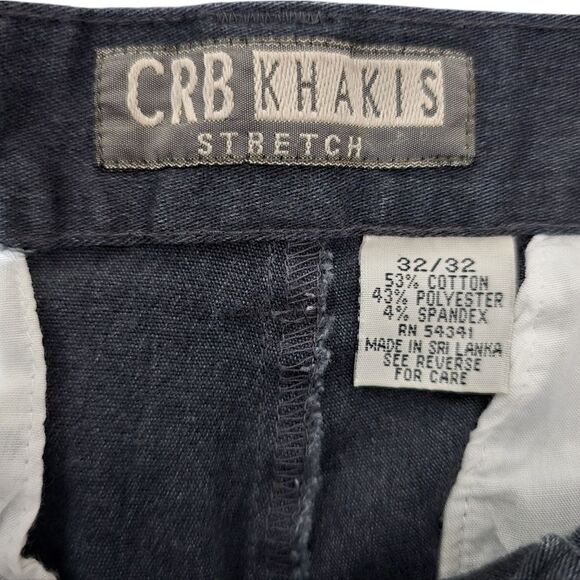 CRB KHAKIS
STRETCH
32/32
53% COTTON
43% POLYESTER
4% SPANDEX
RN 54341
MADE IN SRI LANKA
SEE REVERSE
FOR CARE